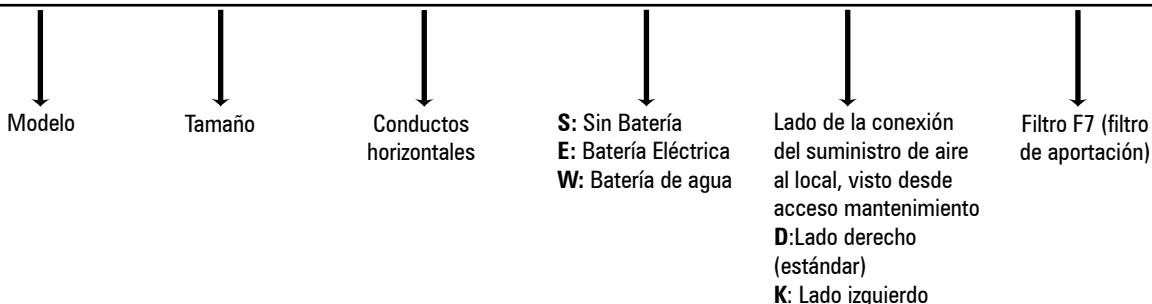 Modelo
Tamaño
Conductos
horizontales
S: Sin Batería
E: Batería Eléctrica
W: Batería de agua
Lado de la conexión
del suministro de aire
al local, visto desde
acceso mantenimiento
D:Lado derecho
(estándar)
K: Lado izquierdo
Filtro F7 (filtro
de aportación)